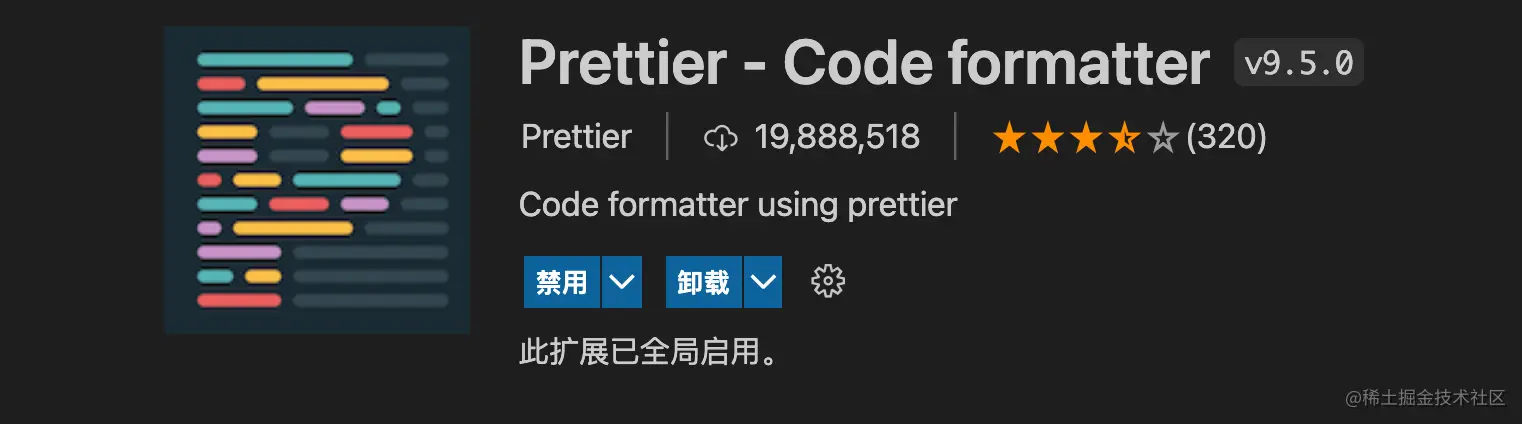 Prettier - Code formatter v9.5.0
Prettier 19,888,518 (320)
Code formatter using prettier
禁用 卸载
此扩展已全局启用。
@稀土掘金技术社区